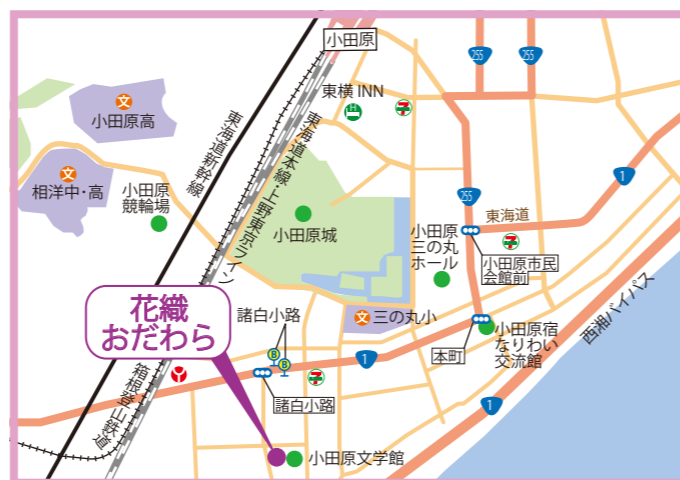 小田原
255
255
東横 INN
H
文
小田原高
文
相洋中・高
小田原
競輪場
東海道新幹線
東海道本線・上野東京ライン
小田原城
255
1
東海道
小田原
三の丸
ホール
小田原市民
会館前
西湘バイパス
花織
おだわら
諸白小路
B
B
文
三の丸小
本町
小田原宿
なりわい
交流館
1
諸白小路
1
箱根登山鉄道
小田原文学館